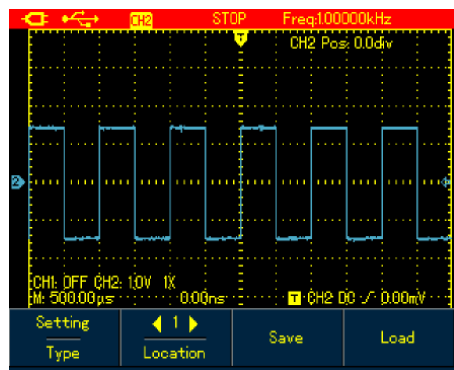 CH2 STOP Freq:1.00000kHz
T
CH2 Pos: 0.0div
2
CH1: OFF CH2: 1.0V 1X
M: 500.00μs 0.00ns T CH2 DC 0.00mV
Setting 1 Save Load
Type Location